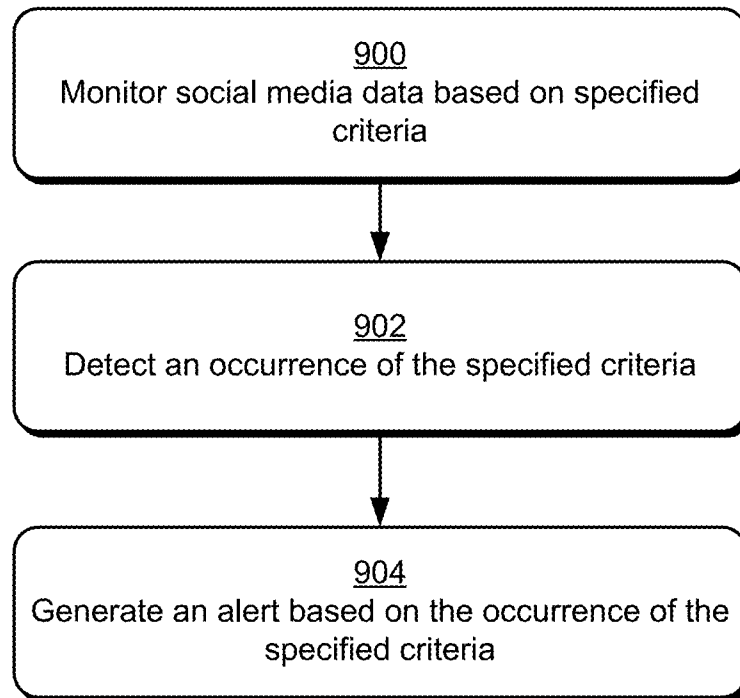 900
Monitor social media data based on specified
criteria
902
Detect an occurrence of the specified criteria
904
Generate an alert based on the occurrence of the
specified criteria